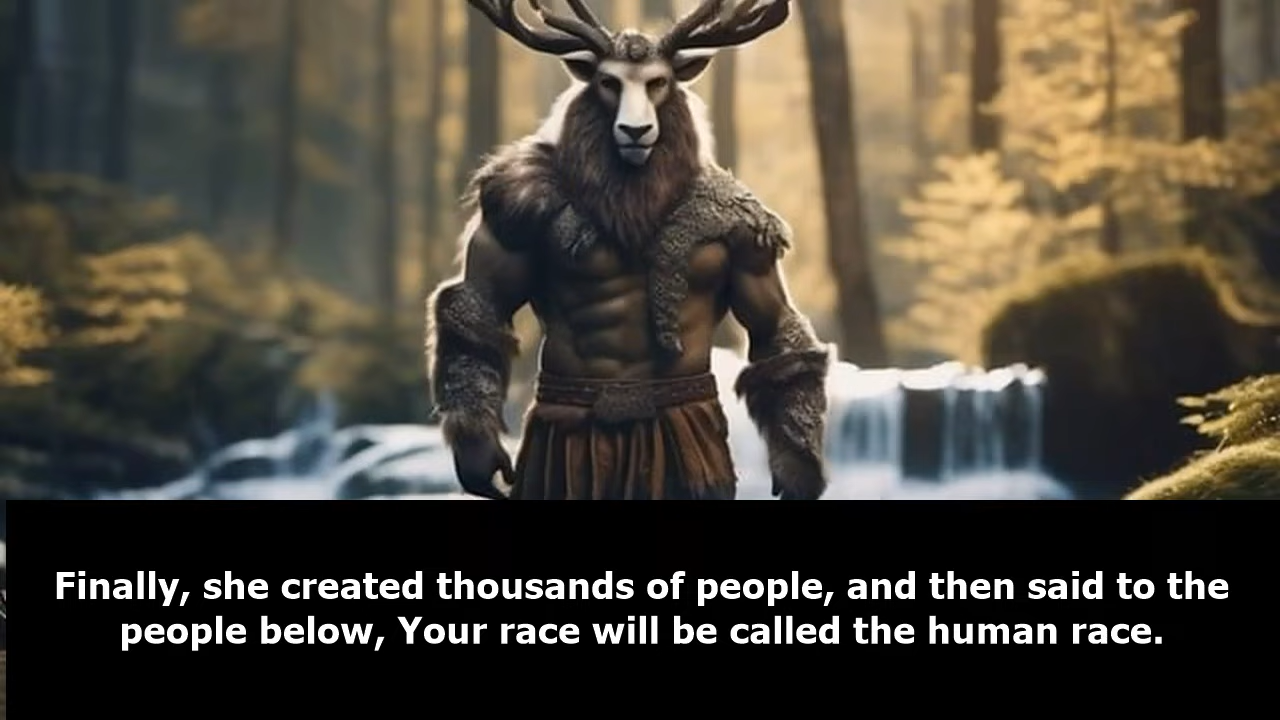 Finally, she created thousands of people, and then said to the
people below, Your race will be called the human race.